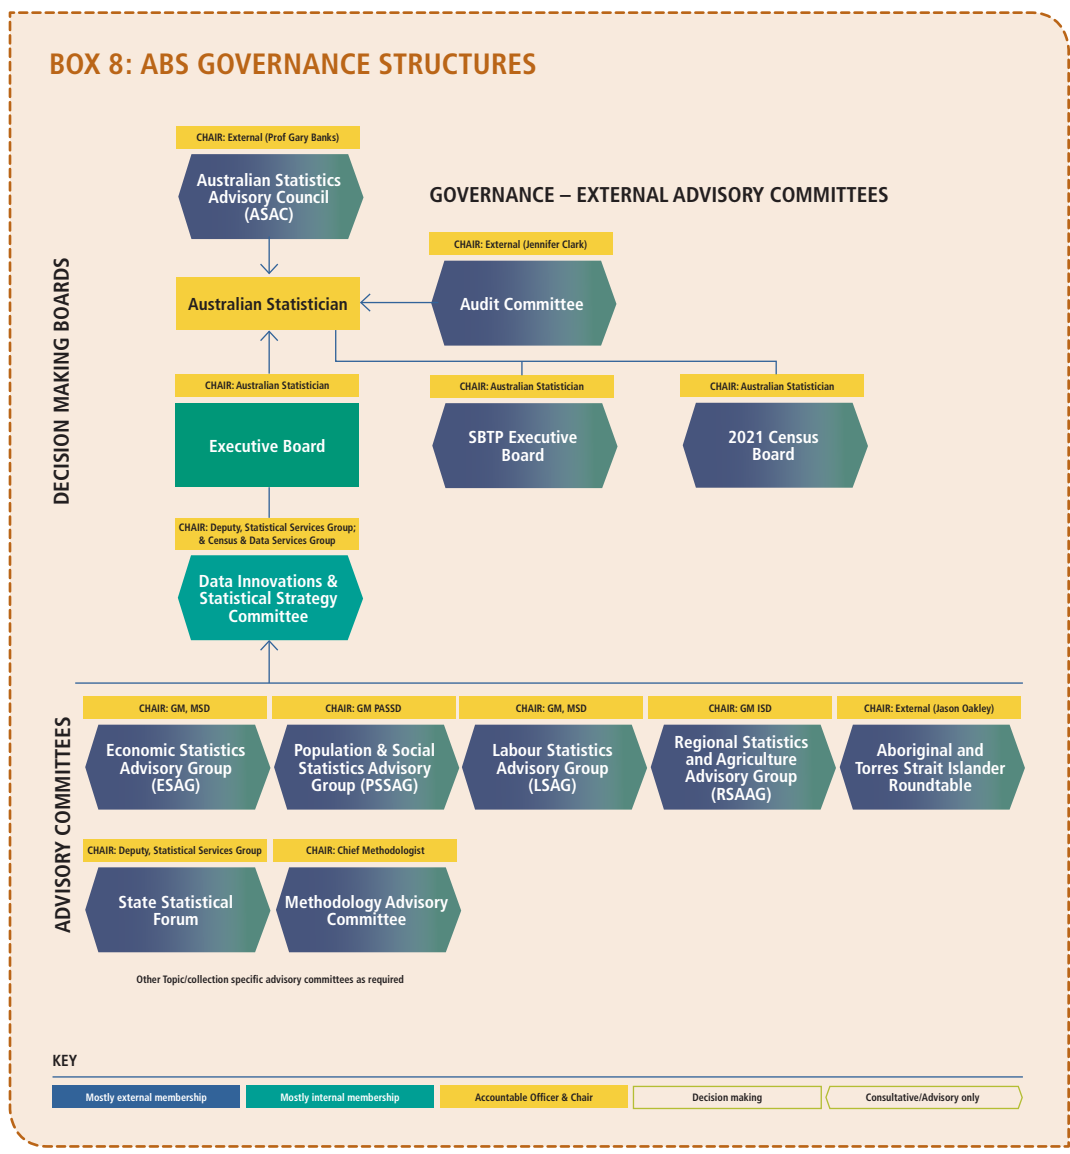 BOX 8: ABS GOVERNANCE STRUCTURES
CHAIR: External (Prof Gary Banks)
Australian Statistics
Advisory Council
(ASAC)
GOVERNANCE – EXTERNAL ADVISORY COMMITTEES
CHAIR: External (Jennifer Clark)
Audit Committee
Australian Statistician
DECISION MAKING BOARDS
CHAIR: Australian Statistician
Executive Board
CHAIR: Australian Statistician
SBTP Executive
Board
CHAIR: Australian Statistician
2021 Census
Board
CHAIR: Deputy, Statistical Services Group;
& Census & Data Services Group
Data Innovations &
Statistical Strategy
Committee
ADVISORY COMMITTEES
CHAIR: GM, MSD
Economic Statistics
Advisory Group
(ESAG)
CHAIR: GM PASSD
Population & Social
Statistics Advisory
Group (PSSAG)
CHAIR: GM, MSD
Labour Statistics
Advisory Group
(LSAG)
CHAIR: GM ISD
Regional Statistics
and Agriculture
Advisory Group
(RSAAG)
CHAIR: External (Jason Oakley)
Aboriginal and
Torres Strait Islander
Roundtable
CHAIR: Deputy, Statistical Services Group
State Statistical
Forum
CHAIR: Chief Methodologist
Methodology Advisory
Committee
Other Topic/collection specific advisory committees as required
KEY
Mostly external membership
Mostly internal membership
Accountable Officer & Chair
Decision making
Consultative/Advisory only